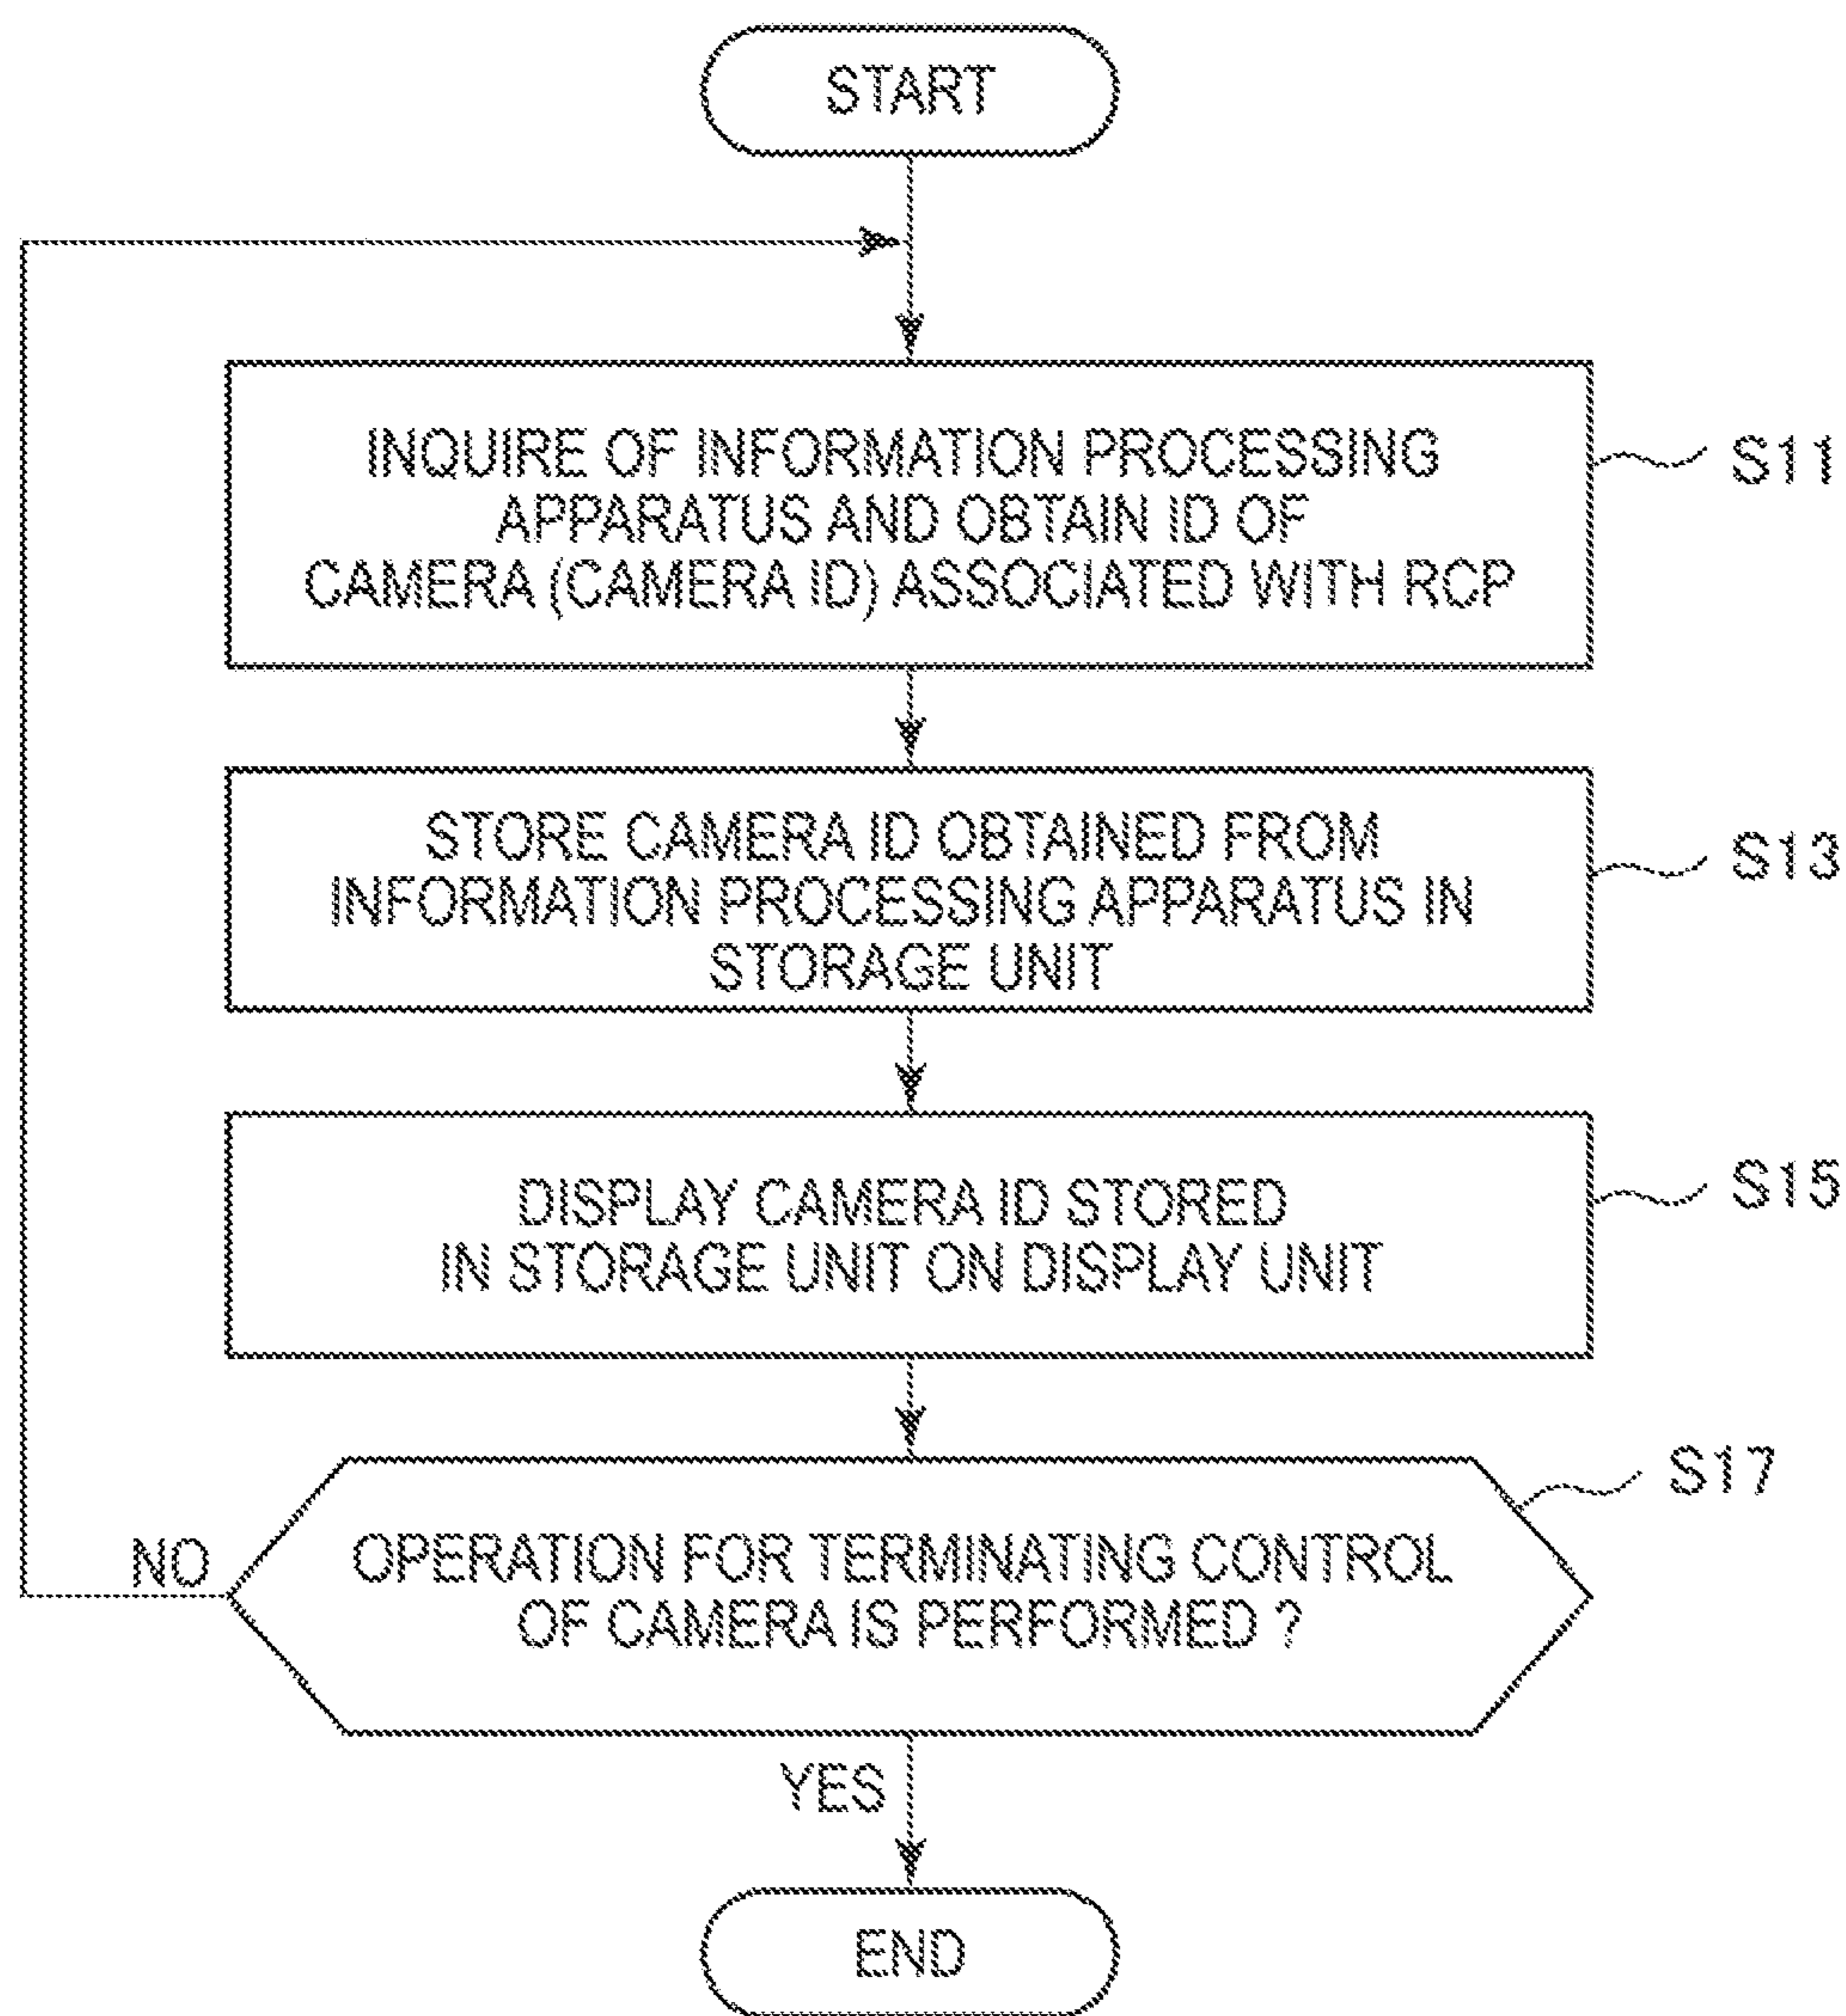 START
INQUIRE OF INFORMATION PROCESSING
APPARATUS AND OBTAIN ID OF
CAMERA (CAMERA ID) ASSOCIATED WITH RCP
S11
STORE CAMERA ID OBTAINED FROM
INFORMATION PROCESSING APPARATUS IN
STORAGE UNIT
S13
DISPLAY CAMERA ID STORED
IN STORAGE UNIT ON DISPLAY UNIT
S15
S17
NO
OPERATION FOR TERMINATING CONTROL
OF CAMERA IS PERFORMED ?
YES
END